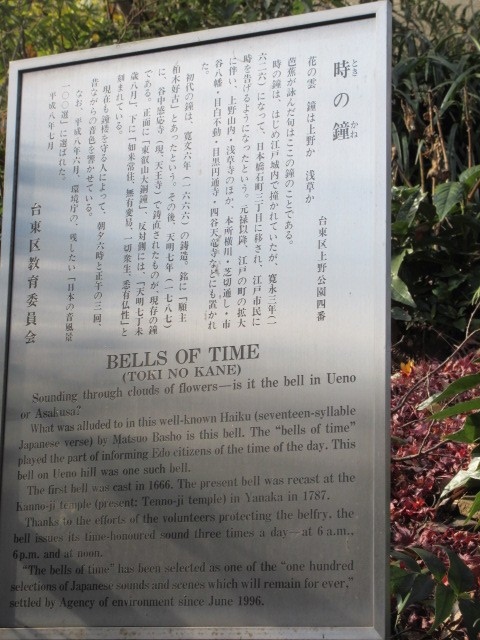 時の鐘
とき
かね
台東区上野公園四番
花の雲 鐘は上野か 浅草か
芭蕉が詠んだ句はここの鐘のことである。
時の鐘は、はじめ江戸城内で撞かれていたが、寛永三年(一
六二六)になって、日本橋石町三丁目に移され、江戸市民に
時を告げるようになったという。元禄以降、江戸の町の拡大
に伴い、上野山内・浅草寺のほか、本所横川・芝切通し・市
谷八幡・目白不動・目黒円通寺・四谷天竜寺などにも置かれ
た。
初代の鐘は、寛文六年(一六六六)の鋳造。銘に「願主
柏木好古」とあったという。その後、天明七年(一七八七)
に、谷中感応寺(現、天王寺)で鋳直されたものが、現存の鐘
である。正面に「東叡山大銅鐘」、反対側には、「天明七丁未
歳八月」、下に「如来常住、無有変易、一切衆生、悉有仏性」と
刻まれている。
現在も鐘楼を守る人によって、朝夕六時と正午の三回、
昔ながらの音色を響かせている。
なお、平成八年六月、環境庁の、残したい「日本の音風景
一〇〇選」に選ばれた。
平成八年七月
台東区教育委員会
BELLS OF TIME
(TOKI NO KANE)
Sounding through clouds of flowers—is it the bell in Ueno
or Asakusa?
What was alluded to in this well-known Haiku (seventeen-syllable
Japanese verse) by Matsuo Basho is this bell. The “bells of time”
played the part of informing Edo citizens of the time of the day. This
bell on Ueno hill was one such bell.
The first bell was cast in 1666. The present bell was recast at the
Kanno-ji temple (present: Tenno-ji temple) in Yanaka in 1787.
Thanks to the efforts of the volunteers protecting the belfry, the
bell issues its time-honoured sound three times a day—at 6 a.m.,
6 p.m. and at noon.
“The bells of time” has been selected as one of the “one hundred
selections of Japanese sounds and scenes which will remain for ever,”
settled by Agency of environment since June 1996.